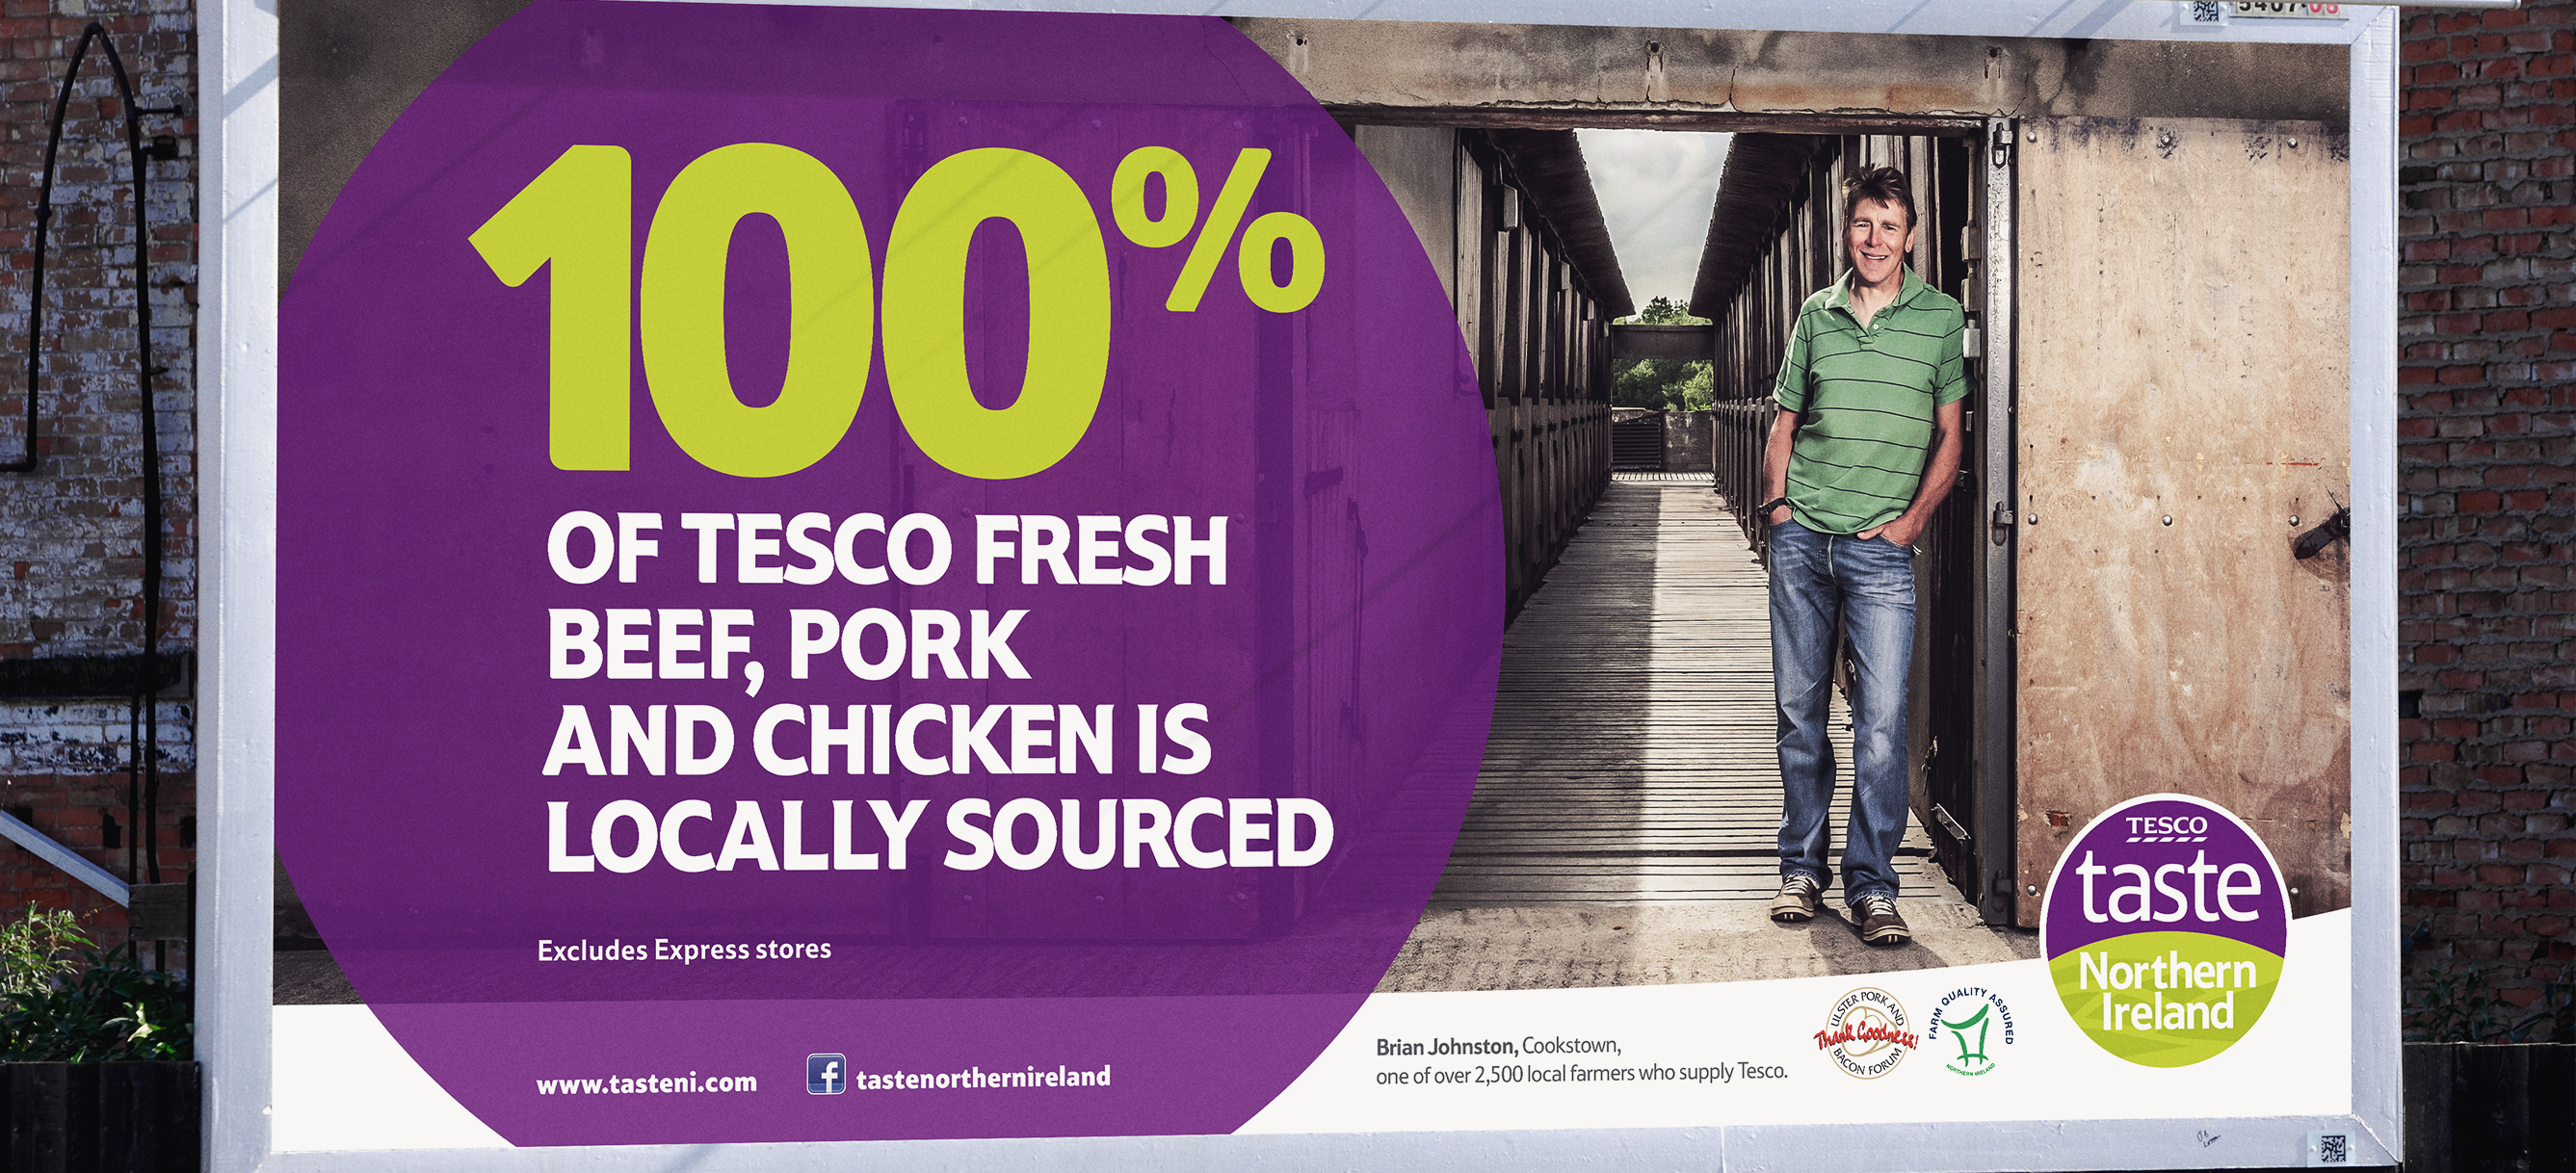 100%
OF TESCO FRESH
BEEF, PORK
AND CHICKEN IS
LOCALLY SOURCED
Excludes Express stores
www.tasteni.com
f tastenorthernireland
Brian Johnston, Cookstown,
one of over 2,500 local farmers who supply Tesco.
ULSTER PORK AND
Thank Goodness!
BACON FORUM
FARM QUALITY ASSURED
NORTHERN IRELAND
TESCO
taste
Northern
Ireland